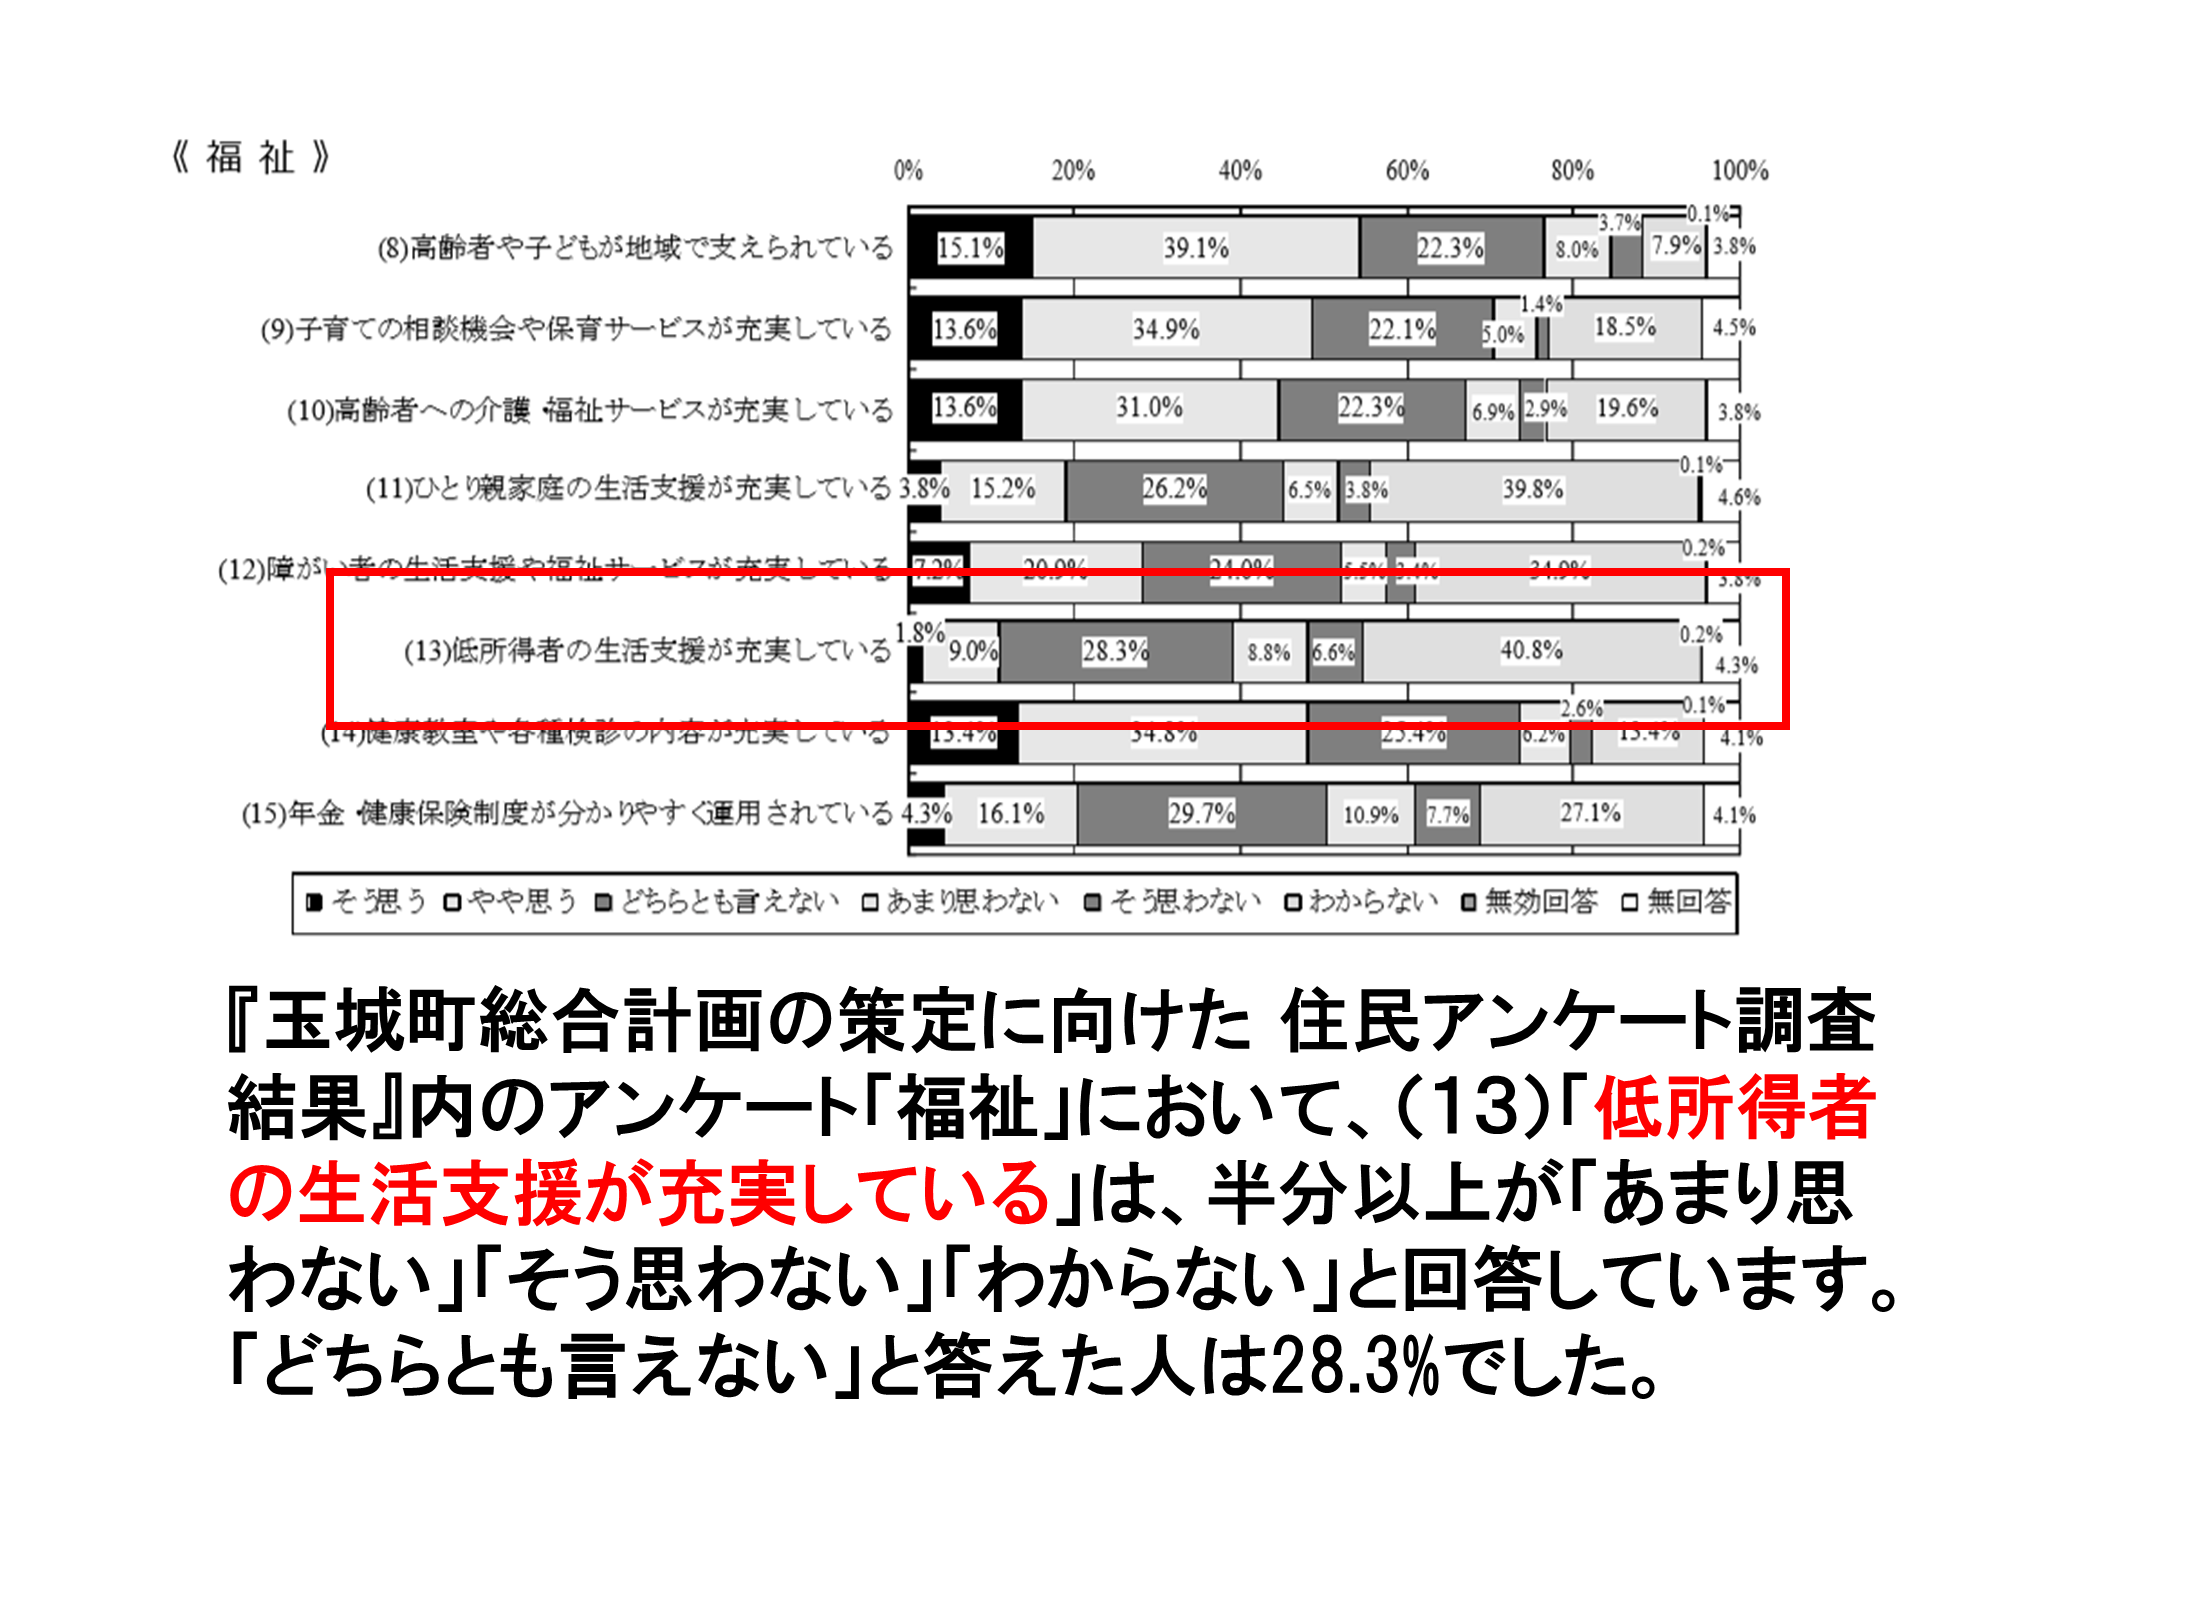 《 福 祉 》
0% 20% 40% 60% 80% 100%
(8)高齢者や子どもが地域で支えられている 15.1% 39.1% 22.3% 8.0% 3.7% 7.9% 0.1% 3.8%
(9)子育ての相談機会や保育サービスが充実している 13.6% 34.9% 22.1% 5.0% 1.4% 18.5% 4.5%
(10)高齢者への介護・福祉サービスが充実している 13.6% 31.0% 22.3% 6.9% 2.9% 19.6% 3.8%
(11)ひとり親家庭の生活支援が充実している 3.8% 15.2% 26.2% 6.5% 3.8% 39.8% 0.1% 4.6%
(12)障がい者の生活支援や福祉サービスが充実している 7.2% 20.9% 24.0% 5.5% 3.4% 34.9% 0.2% 3.8%
(13)低所得者の生活支援が充実している 1.8% 9.0% 28.3% 8.8% 6.6% 40.8% 0.2% 4.3%
(14)健康教室や各種検診の内容が充実している 13.4% 34.8% 25.4% 6.2% 2.6% 13.4% 0.1% 4.1%
(15)年金・健康保険制度が分かりやすく運用されている 4.3% 16.1% 29.7% 10.9% 7.7% 27.1% 4.1%
そう思う やや思う どちらとも言えない あまり思わない そう思わない わからない 無効回答 無回答
『玉城町総合計画の策定に向けた 住民アンケート調査
結果』内のアンケート「福祉」において、（１３）「低所得者
の生活支援が充実している」は、半分以上が「あまり思
わない」「そう思わない」「わからない」と回答しています。
「どちらとも言えない」と答えた人は28.3%でした。